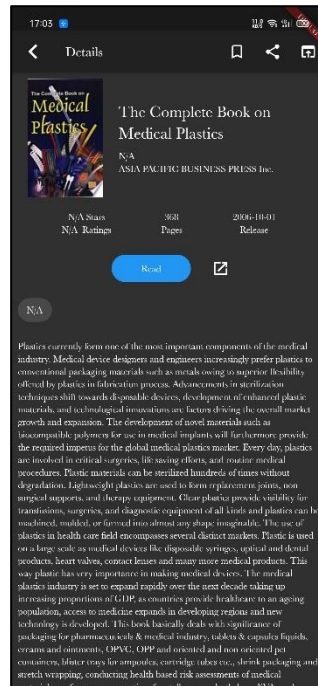 17:03
Details
The Complete Book on
Medical
Plastics
The Complete Book on
Medical Plastics
N/A
ASIA PACIFIC BUSINESS PRESS Inc.
N/A Stars
368
2006-10-01
N/A Ratings
Pages
Release
Read
N/A
Plastics currently form one of the most important components of the medical
industry. Medical device designers and engineers increasingly prefer plastics to
conventional packaging materials such as metals owing to superior flexibility
offered by plastics in fabrication process. Advancements in sterilization
techniques shift towards disposable devices, development of enhanced plastic
materials, and technological innovations are factors driving the overall market
growth and expansion. The development of novel materials such as
biocompatible polymers for use in medical implants will furthermore provide
the required impetus for the global medical plastics market. Every day, plastics
are involved in critical surgeries, life saving efforts, and routine medical
procedures. Plastic materials can be sterilized hundreds of times without
degradation. Lightweight plastics are used to form replacement joints, non
surgical supports, and therapy equipment. Clear plastics provide visibility for
transfusions, surgeries, and diagnostic equipment of all kinds and plastics can be
machined, molded, or formed into almost any shape imaginable. The use of
plastics in health care field encompasses several distinct markets. Plastic is used
on a large scale as medical devices like disposable syringes, optical and dental
products, heart valves, contact lenses and many more medical products. This
way plastic has very importance in making medical devices. The medical
plastics industry is set to expand rapidly over the next decade taking up
increasing proportions of GDP, as countries provide healthcare to an ageing
population, access to medicine expands in developing regions and new
technology is developed. This book basically deals with significance of
packaging for pharmaceuticals & medical industry, tablets & capsules liquids,
creams and ointments, OPVC, OPP and oriented and non oriented pet
containers, blister trays for ampoules, cartridge tubes etc., shrink packaging and
stretch wrapping, conducting health based risk assessments of medical